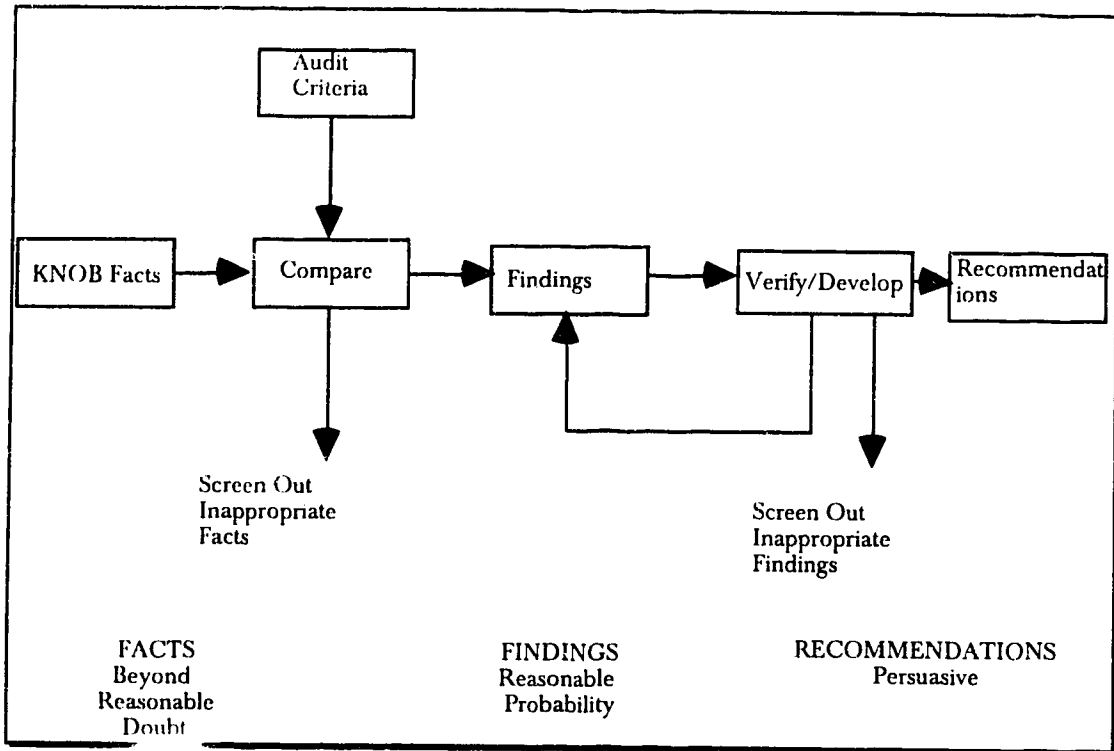 Audit
Criteria
KNOB Facts
Compare
Findings
Verify/Develop
Recommendat
ions
Screen Out
Inappropriate
Facts
Screen Out
Inappropriate
Findings
FACTS
Beyond
Reasonable
Doubt
FINDINGS
Reasonable
Probability
RECOMMENDATIONS
Persuasive